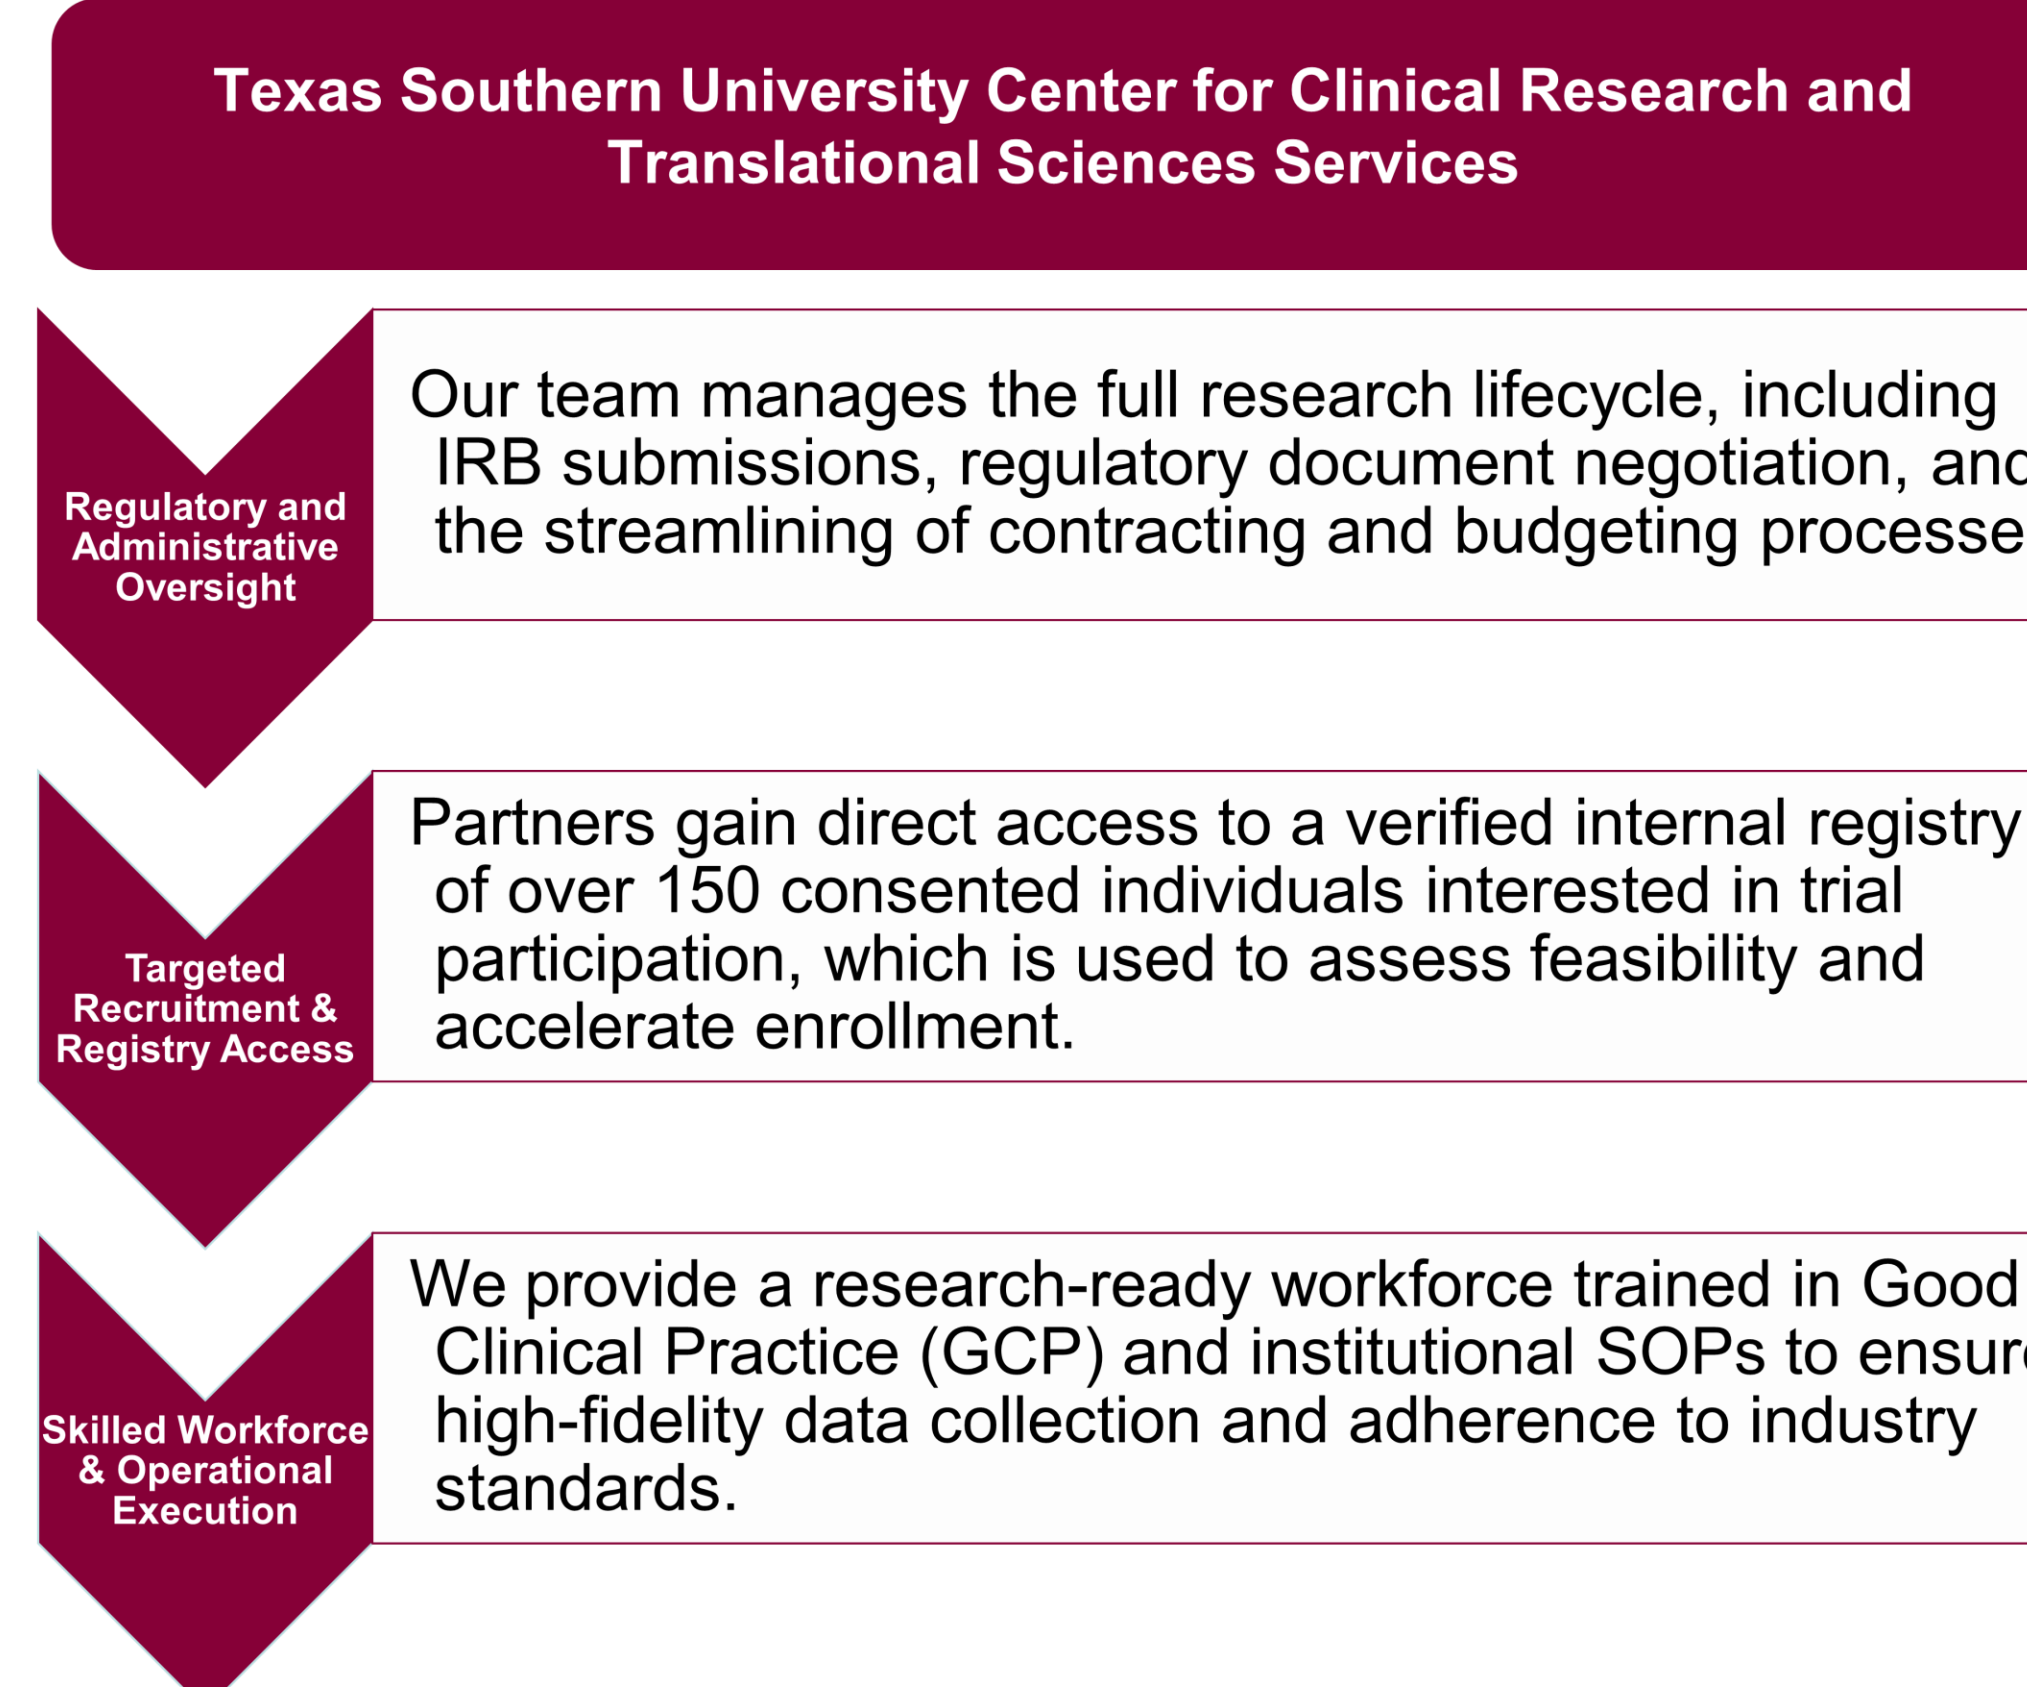 Texas Southern University Center for Clinical Research and
Translational Sciences Services
Regulatory and
Administrative
Oversight
Our team manages the full research lifecycle, including
IRB submissions, regulatory document negotiation, and
the streamlining of contracting and budgeting processe
Targeted
Recruitment &
Registry Access
Partners gain direct access to a verified internal registry
of over 150 consented individuals interested in trial
participation, which is used to assess feasibility and
accelerate enrollment.
Skilled Workforce
& Operational
Execution
We provide a research-ready workforce trained in Good
Clinical Practice (GCP) and institutional SOPs to ensure
high-fidelity data collection and adherence to industry
standards.